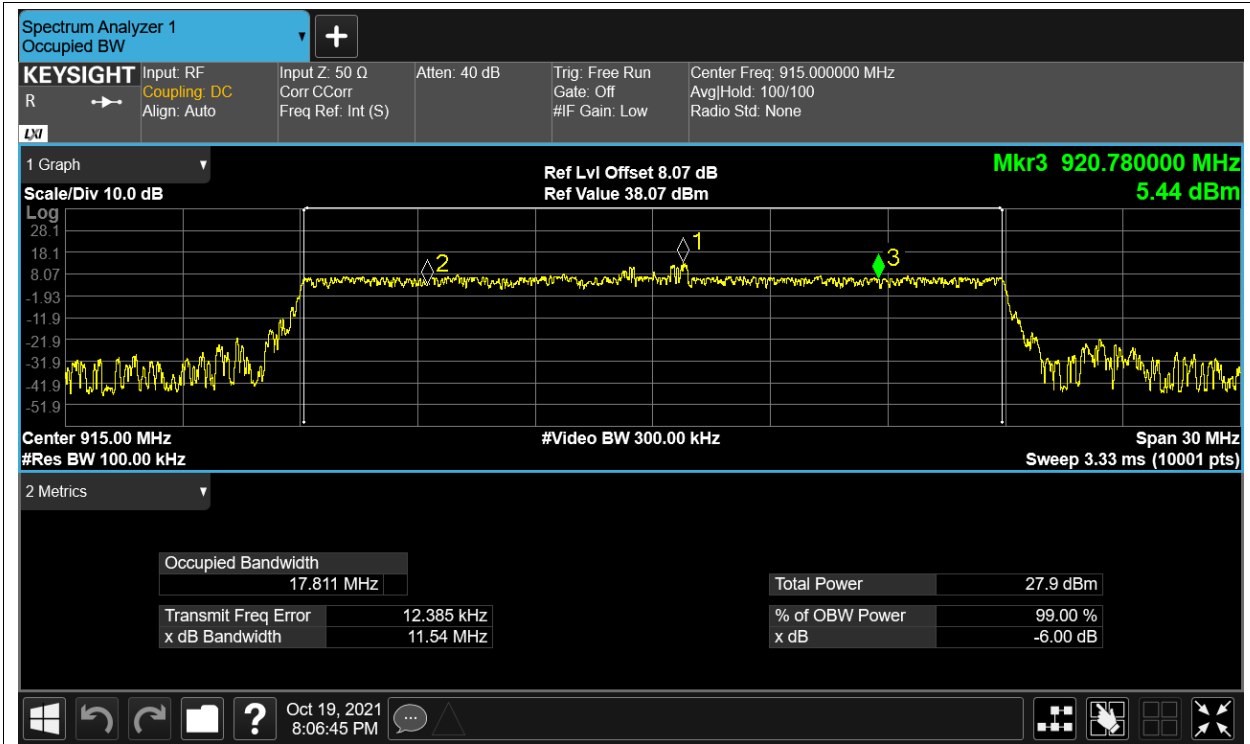 Spectrum Analyzer 1
Occupied BW
KEYSIGHT
R
LXI
Input: RF
Coupling: DC
Align: Auto
Input Z: 50 Ω
Corr CCorr
Freq Ref: Int (S)
Atten: 40 dB
Trig: Free Run
Gate: Off
#IF Gain: Low
Center Freq: 915.000000 MHz
Avg|Hold: 100/100
Radio Std: None
1 Graph
Scale/Div 10.0 dB
Ref Lvl Offset 8.07 dB
Ref Value 38.07 dBm
Mkr3 920.780000 MHz
5.44 dBm
Log
28.1
18.1
8.07
-1.93
-11.9
-21.9
-31.9
-41.9
-51.9
2
1
3
Center 915.00 MHz
#Res BW 100.00 kHz
#Video BW 300.00 kHz
Span 30 MHz
Sweep 3.33 ms (10001 pts)
2 Metrics
Occupied Bandwidth
17.811 MHz
Transmit Freq Error 12.385 kHz
x dB Bandwidth 11.54 MHz
Total Power 27.9 dBm
% of OBW Power 99.00 %
x dB -6.00 dB
?
Oct 19, 2021
8:06:45 PM